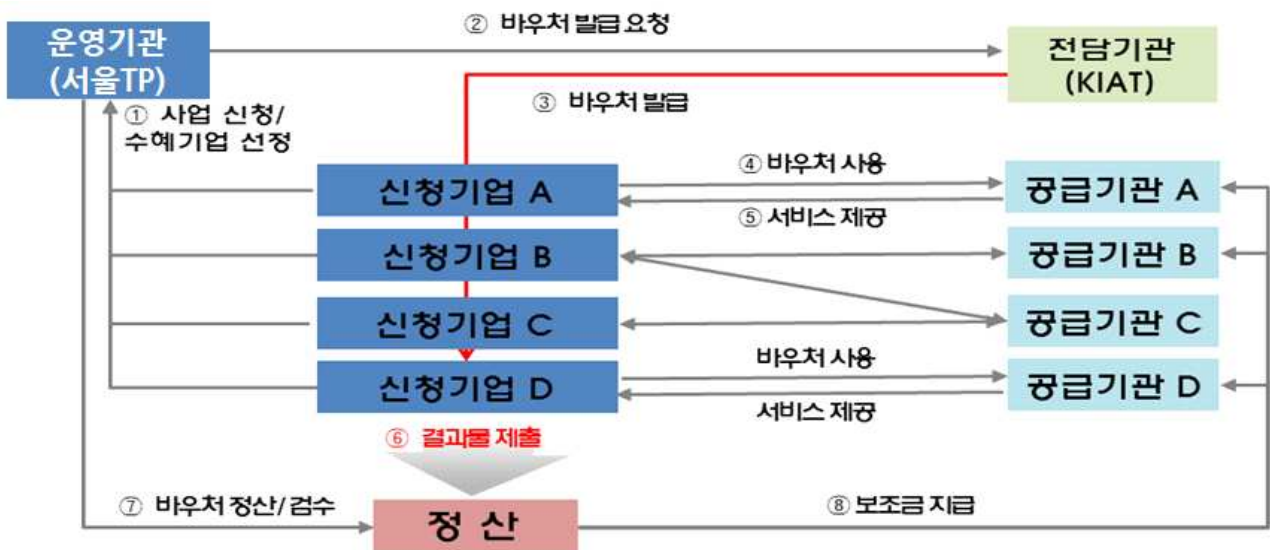 ② 바우처 발급 요청
운영기관
(서울TP)
전담기관
(KIAT)
③ 바우처 발급
① 사업 신청/
수혜기업 선정
④ 바우처 사용
신청기업 A
공급기관 A
⑤ 서비스 제공
신청기업 B
공급기관 B
신청기업 C
공급기관 C
바우처 사용
신청기업 D
공급기관 D
서비스 제공
⑥ 결과물 제출
⑦ 바우처 정산/검수
정 산
⑧ 보조금 지급